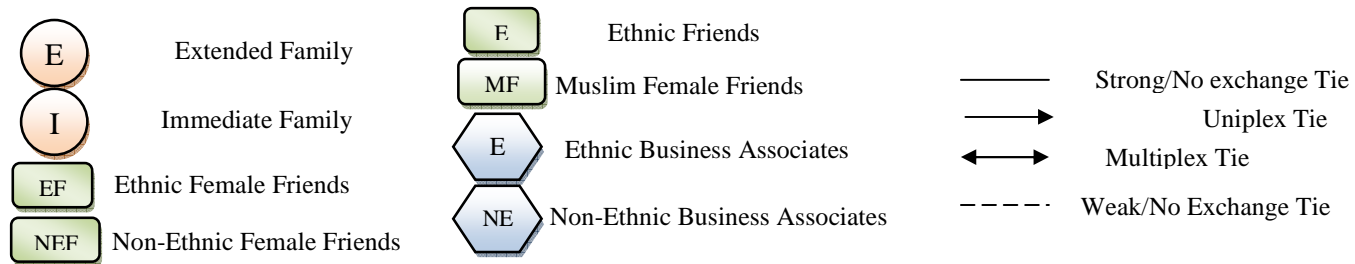 E Extended Family
I Immediate Family
EF Ethnic Female Friends
NEF Non-Ethnic Female Friends
E Ethnic Friends
MF Muslim Female Friends
E Ethnic Business Associates
NE Non-Ethnic Business Associates
Strong/No exchange Tie
Uniplex Tie
Multiplex Tie
Weak/No Exchange Tie